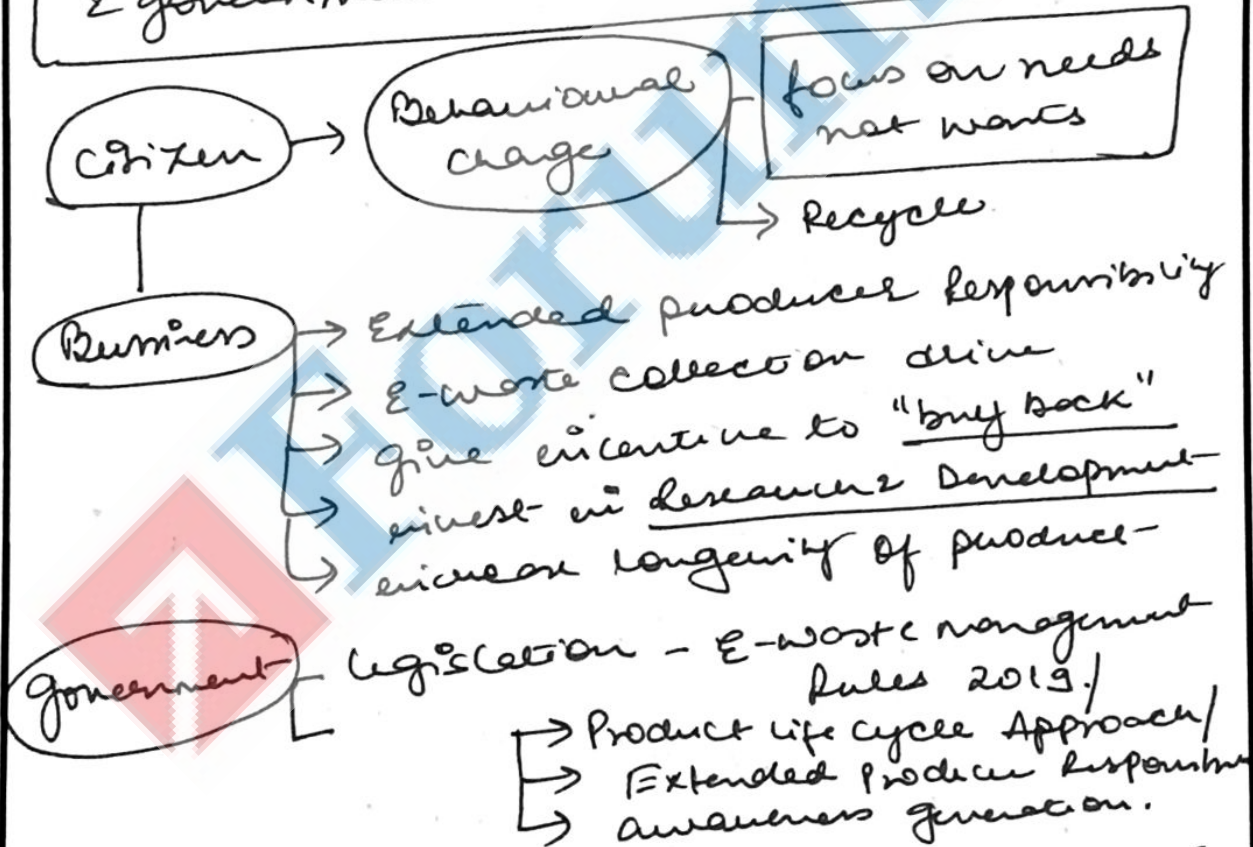 & govern
Citizen → Behavioural change
focus on needs
not wants
→ Recycle
Business → Extended producer Responsibility
→ E-waste collection drive
→ give incentive to "buy back"
→ invest in Research & Development
→ increase longevity of product
Government - legislation - E-waste management
Rules 2019/
→ Product life cycle Approach/
→ Extended Producer
→ awareness generation.
Forum